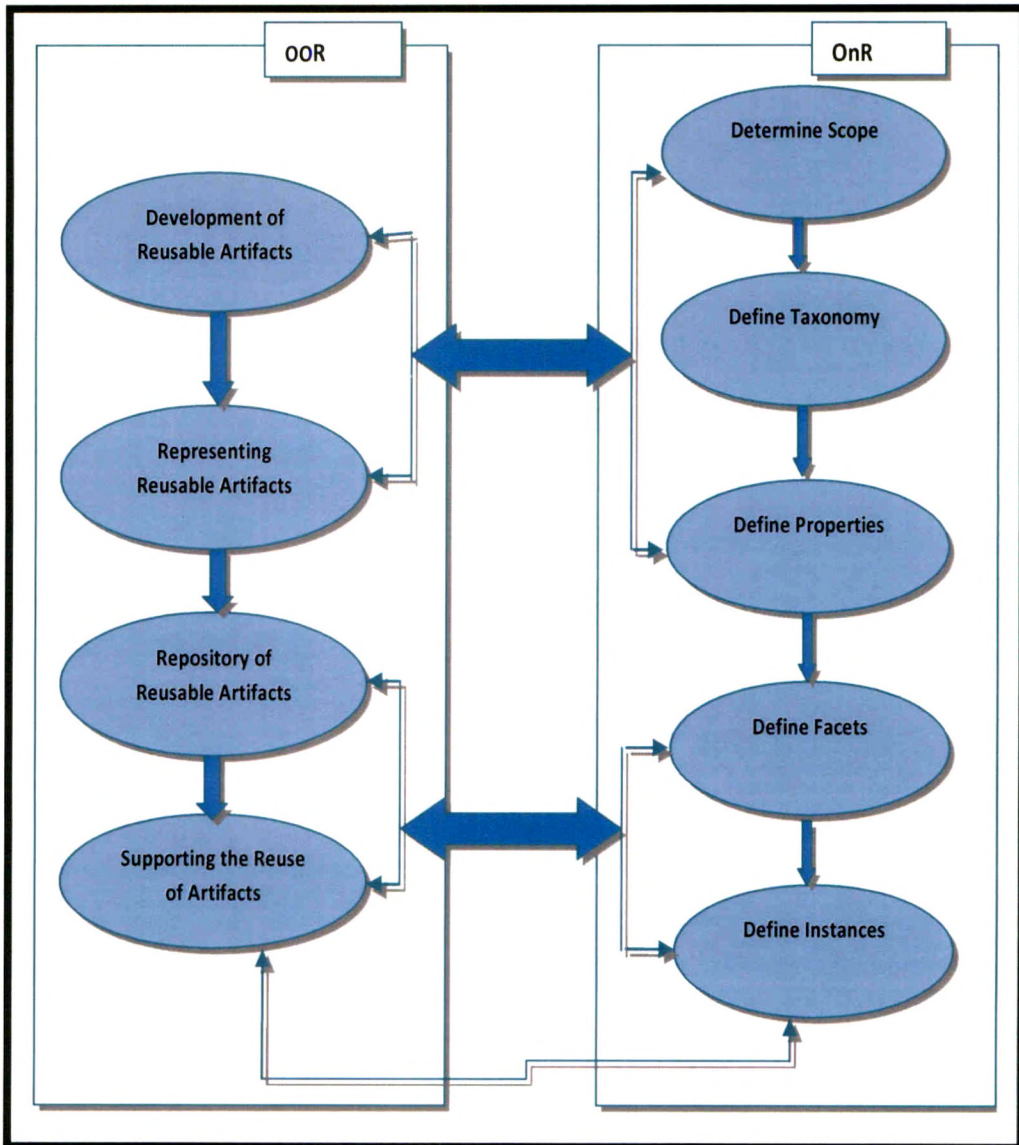 OOR
Development of
Reusable Artifacts
Representing
Reusable Artifacts
Repository of
Reusable Artifacts
Supporting the Reuse
of Artifacts
OnR
Determine Scope
Define Taxonomy
Define Properties
Define Facets
Define Instances